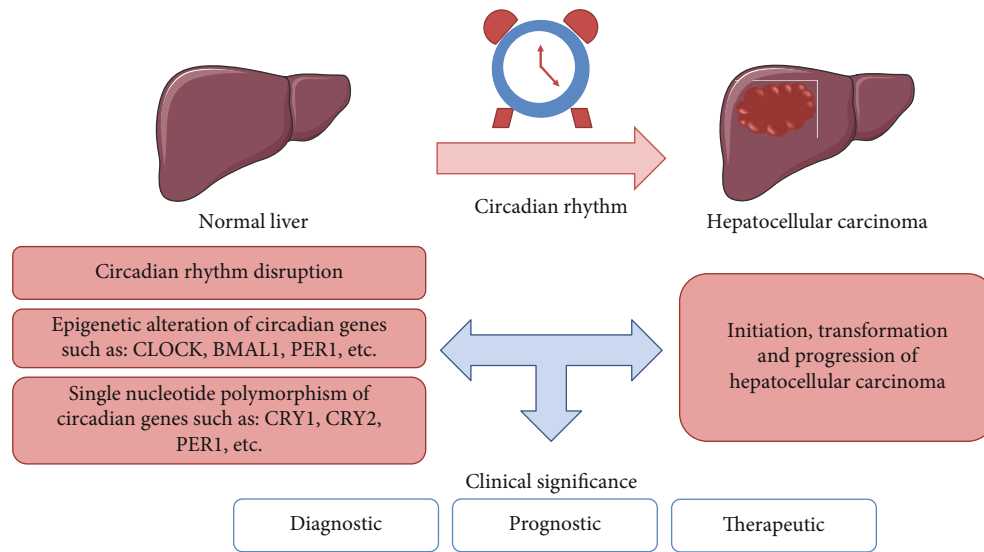 Normal liver
Circadian rhythm
Hepatocellular carcinoma
Circadian rhythm disruption
Epigenetic alteration of circadian genes
such as: CLOCK, BMAL1, PER1, etc.
Single nucleotide polymorphism of
circadian genes such as: CRY1, CRY2,
PER1, etc.
Initiation, transformation
and progression of
hepatocellular carcinoma
Clinical significance
Diagnostic
Prognostic
Therapeutic